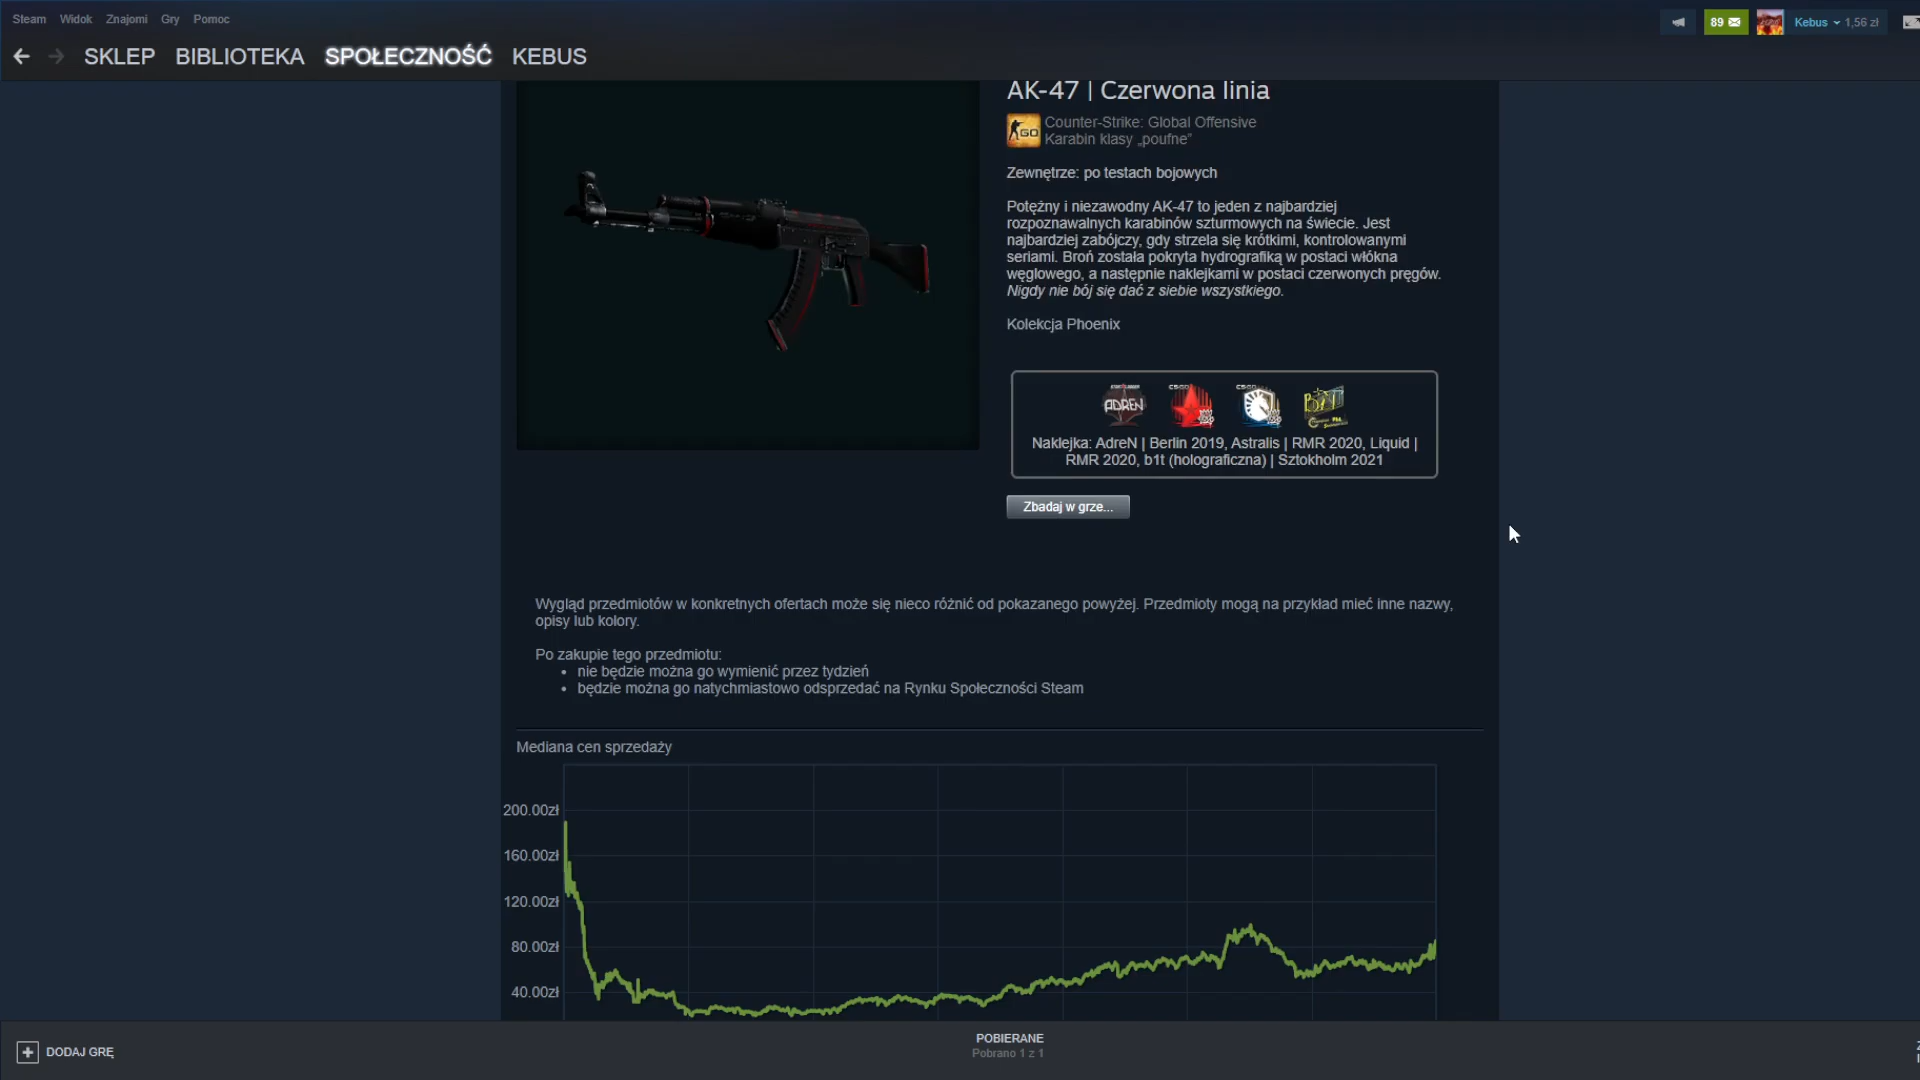 Steam Widok Znajomi Gry Pomoc
89
Kebus 1,56 zł
SKLEP BIBLIOTEKA SPOŁECZNOŚĆ KEBUS
AK-47 | Czerwona linia
GO
Counter-Strike: Global Offensive
Karabin klasy „poufne”
Zewnętrze: po testach bojowych
Potężny i niezawodny AK-47 to jeden z najbardziej
rozpoznawalnych karabinów szturmowych na świecie. Jest
najbardziej zabójczy, gdy strzela się krótkimi, kontrolowanymi
seriami. Broń została pokryta hydrografiką w postaci włókna
węglowego, a następnie naklejkami w postaci czerwonych pręgów.
Nigdy nie bój się dać z siebie wszystkiego.
Kolekcja Phoenix
ADREN
CS:GO
CS:GO
Naklejka: AdreN | Berlin 2019, Astralis | RMR 2020, Liquid |
RMR 2020, b1t (holograficzna) | Sztokholm 2021
Zbadaj w grze...
Wygląd przedmiotów w konkretnych ofertach może się nieco różnić od pokazanego powyżej. Przedmioty mogą na przykład mieć inne nazwy,
opisy lub kolory.
Po zakupie tego przedmiotu:
• nie będzie można go wymienić przez tydzień
• będzie można go natychmiastowo odsprzedać na Rynku Społeczności Steam
Mediana cen sprzedaży
200.00zł
160.00zł
120.00zł
80.00zł
40.00zł
DODAJ GRĘ
POBIERANE
Pobrano 1 z 1